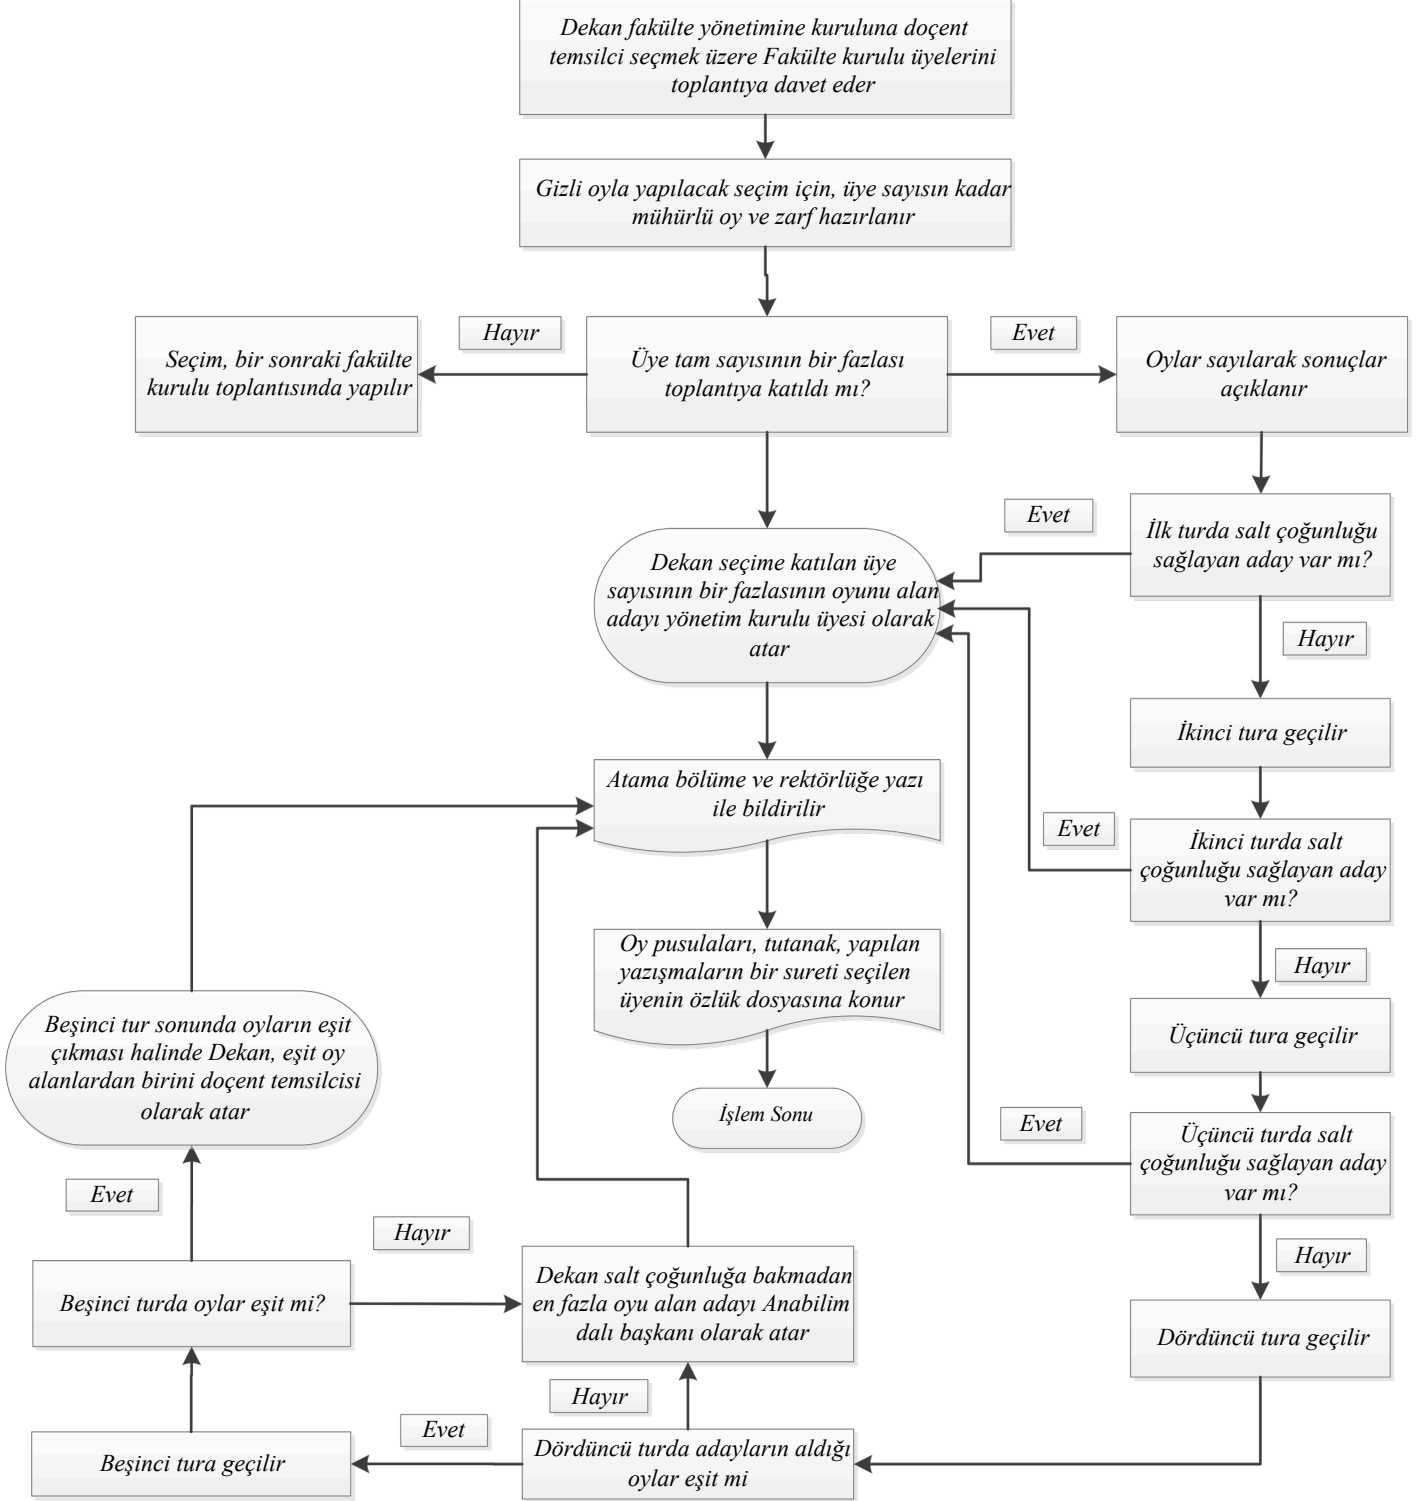 Dekan fakülte yönetimine kuruluna doçent
temsilci seçmek üzere Fakülte kurulu üyelerini
toplantıya davet eder
Gizli oyla yapılacak seçim için, üye sayısın kadar
mühürlü oy ve zarf hazırlanır
Hayır
Evet
Seçim, bir sonraki fakülte
kurulu toplantısında yapılır
Üye tam sayısının bir fazlası
toplantıya katıldı mı?
Oylar sayılarak sonuçlar
açıklanır
Evet
İlk turda salt çoğunluğu
sağlayan aday var mı?
Dekan seçime katılan üye
sayısının bir fazlasının oyunu alan
adayı yönetim kurulu üyesi olarak
atar
Hayır
İkinci tura geçilir
Atama bölüme ve rektörlüğe yazı
ile bildirilir
Evet
İkinci turda salt
çoğunluğu sağlayan aday
var mı?
Oy pusulaları, tutanak, yapılan
yazışmaların bir sureti seçilen
üyenin özlük dosyasına konur
Hayır
Beşinci tur sonunda oyların eşit
çıkması halinde Dekan, eşit oy
alanlardan birini doçent temsilcisi
olarak atar
Üçüncü tura geçilir
İşlem Sonu
Evet
Üçüncü turda salt
çoğunluğu sağlayan aday
var mı?
Evet
Hayır
Hayır
Beşinci turda oylar eşit mi?
Dekan salt çoğunluğa bakmadan
en fazla oyu alan adayı Anabilim
dalı başkanı olarak atar
Dördüncü tura geçilir
Hayır
Evet
Beşinci tura geçilir
Dördüncü turda adayların aldığı
oylar eşit mi